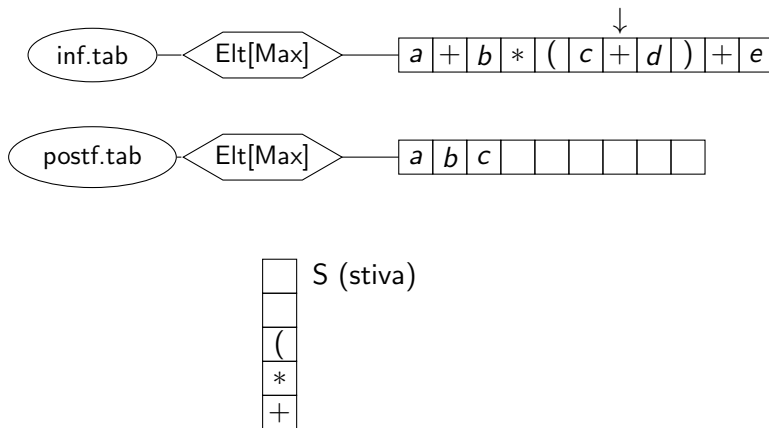 ↓
inf.tab Elt[Max] a + b * ( c + d ) + e
postf.tab Elt[Max] a b c
S (stiva)
(
*
+